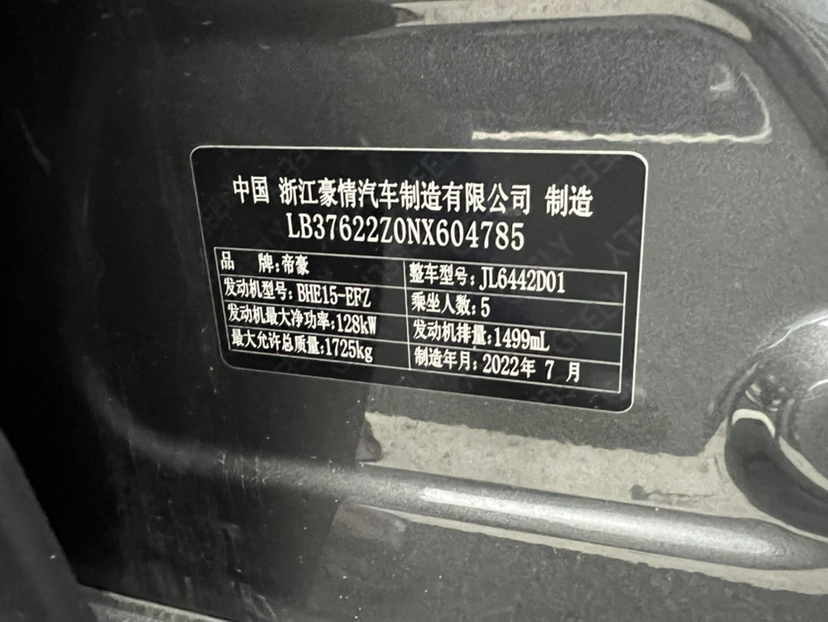 中国 浙江豪情汽车制造有限公司 制造
LB37622Z0NX604785
品 牌:帝豪 整车型号:JL6442D01
发动机型号:BHE15-EFZ 乘坐人数:5
发动机最大净功率:128kW 发动机排量:1499mL
最大允许总质量:1725kg 制造年月:2022年 7 月